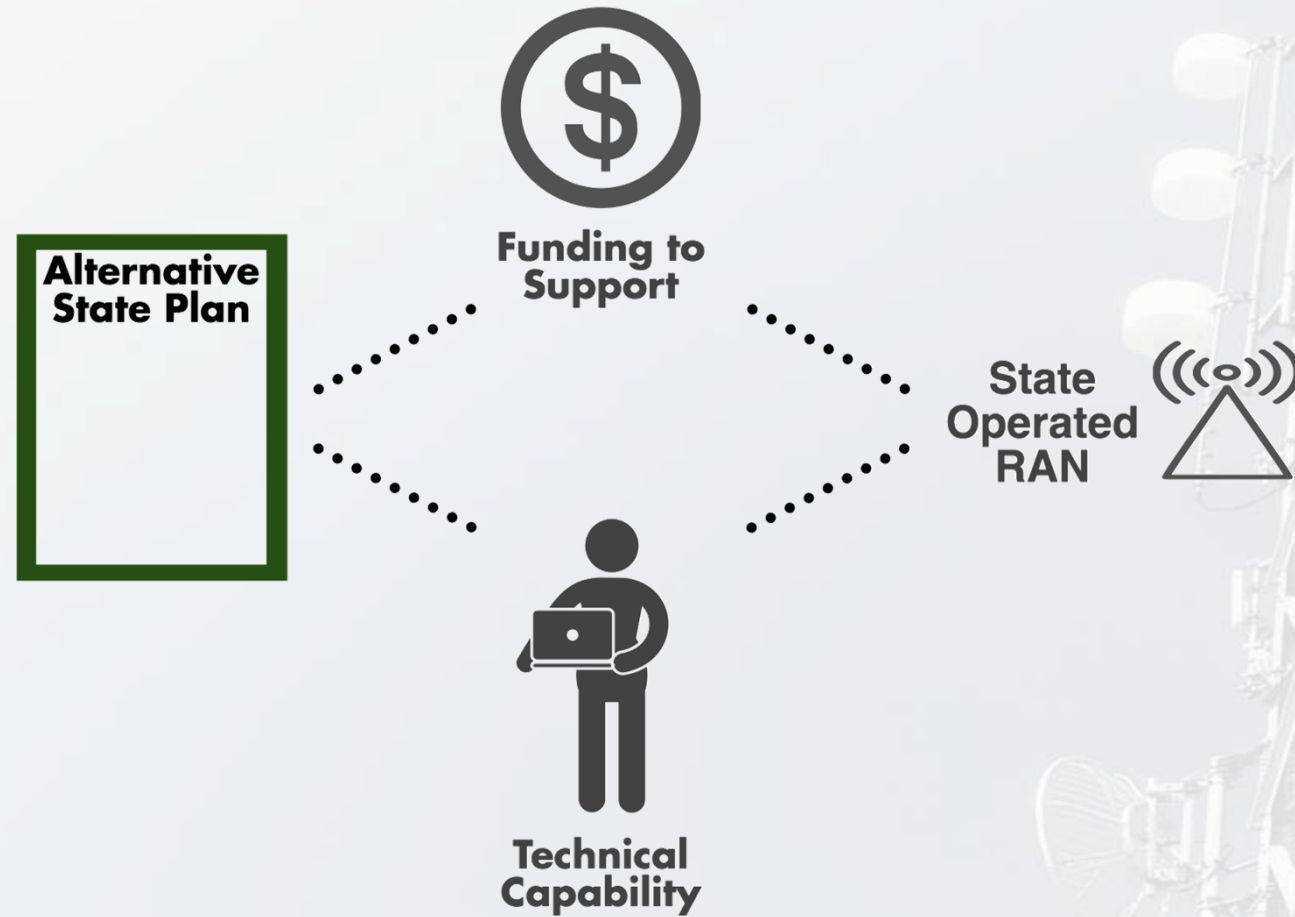 $
Funding to
Support
Alternative
State Plan
State
Operated
RAN
Technical
Capability